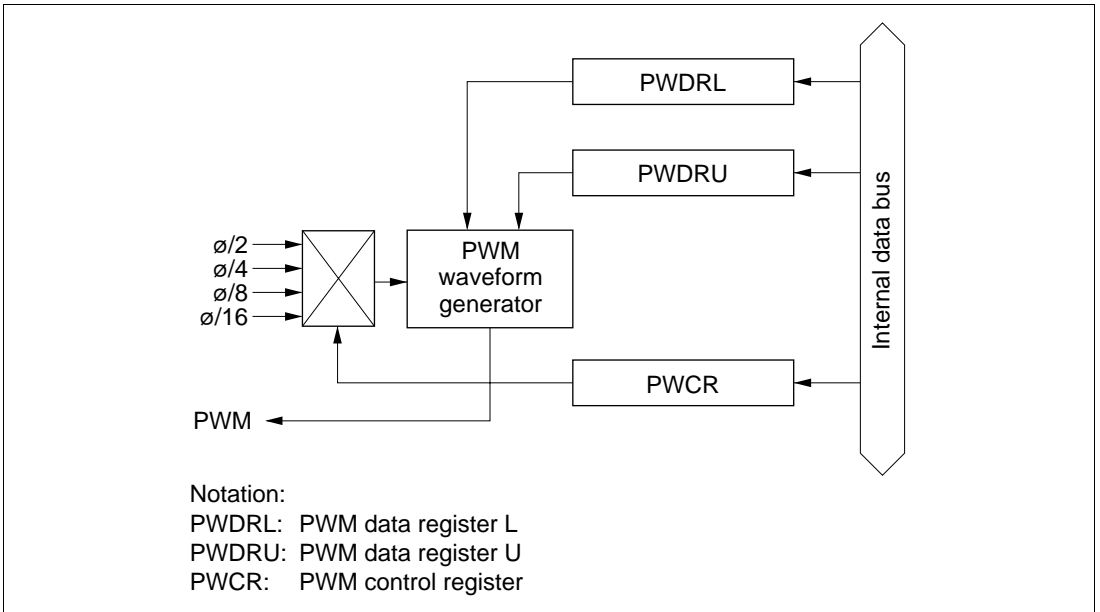 PWDRL
PWDRU
Internal data bus
ø/2
ø/4
ø/8
ø/16
PWM
waveform
generator
PWCR
PWM
Notation:
PWDRL: PWM data register L
PWDRU: PWM data register U
PWCR: PWM control register